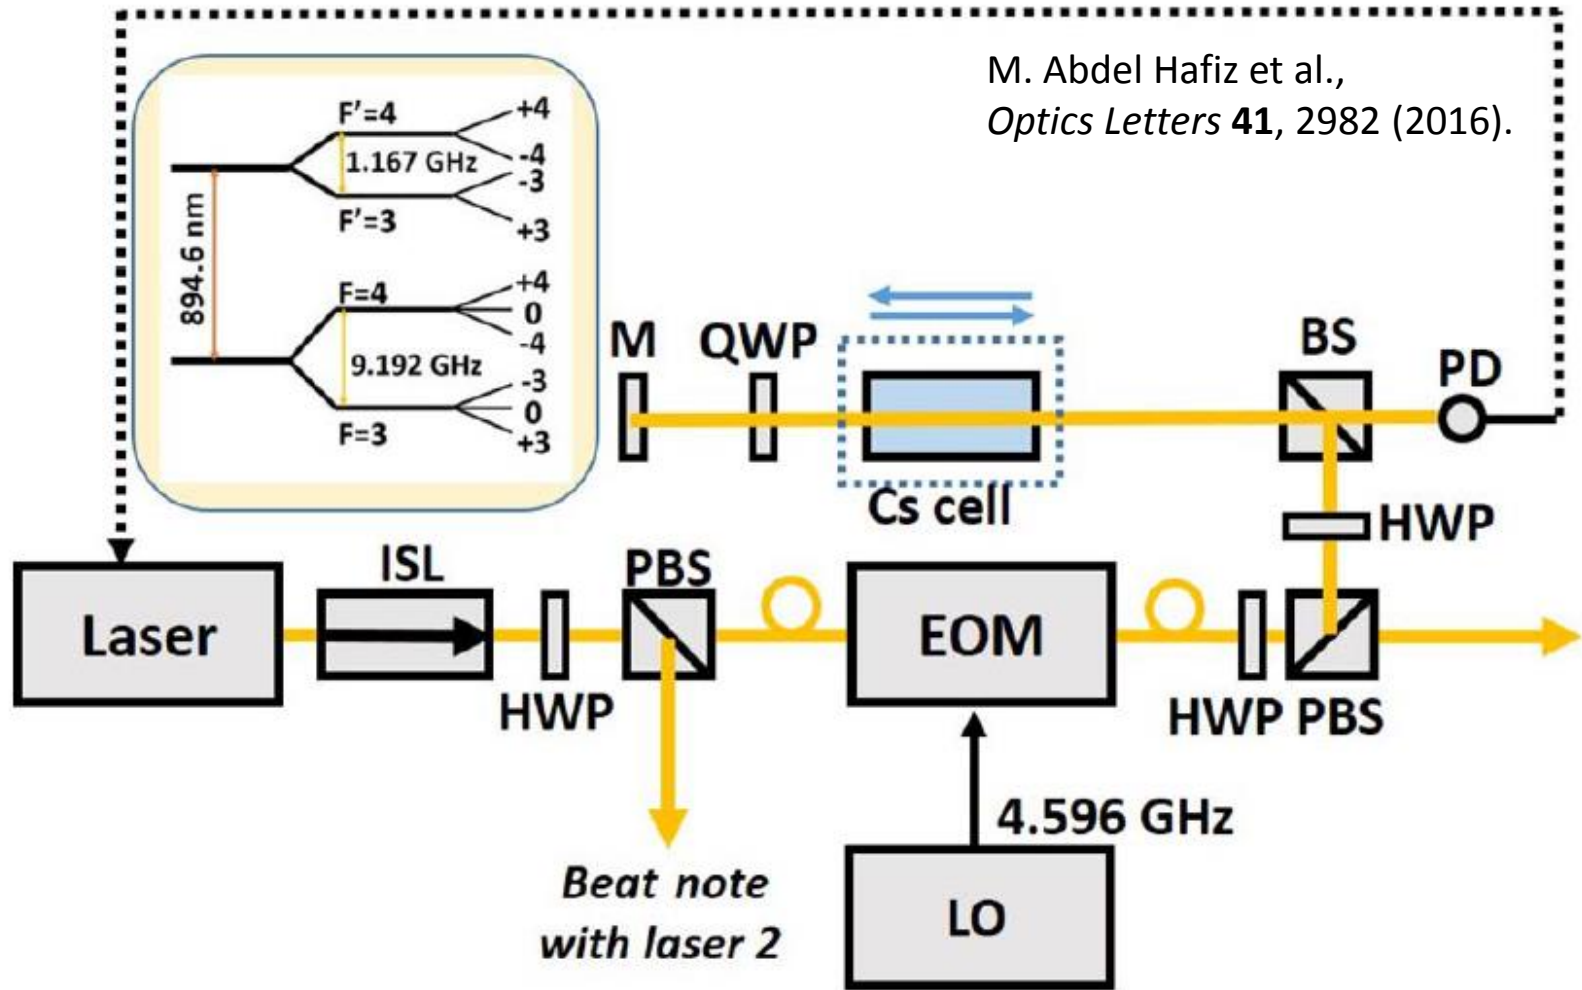 M. Abdel Hafiz et al.,
Optics Letters 41, 2982 (2016).
F'=4
+4
-4
1.167 GHz
-3
F'=3
+3
894.6 nm
F=4
+4
0
-4
9.192 GHz
-3
0
F=3
+3
M
QWP
BS
PD
Cs cell
HWP
Laser
ISL
HWP
PBS
EOM
HWP PBS
4.596 GHz
Beat note
with laser 2
LO